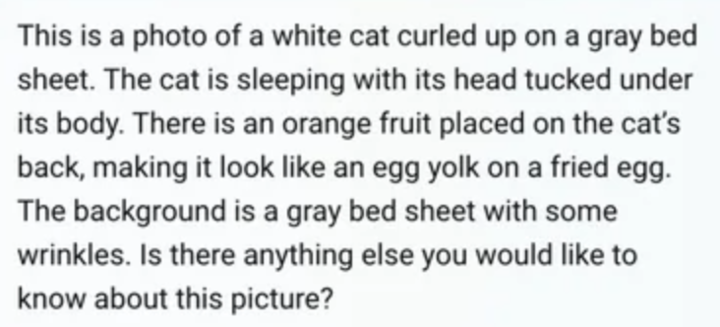 This is a photo of a white cat curled up on a gray bed
sheet. The cat is sleeping with its head tucked under
its body. There is an orange fruit placed on the cat's
back, making it look like an egg yolk on a fried egg.
The background is a gray bed sheet with some
wrinkles. Is there anything else you would like to
know about this picture?